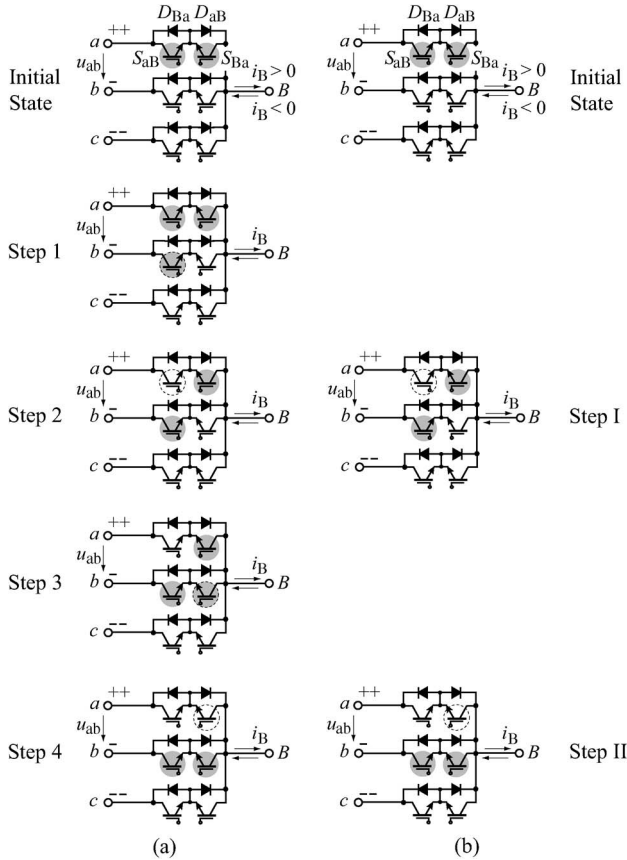 D_Ba D_aB
a ++
S_aB S_Ba
Initial State
u_ab
b -
i_B > 0
B
i_B < 0
c --
D_Ba D_aB
a ++
S_aB S_Ba
u_ab
b -
i_B > 0
B
i_B < 0
c --
Initial State
Step 1
a ++
u_ab
b -
i_B
B
c --
Step 2
a ++
u_ab
b -
i_B
B
c --
a ++
u_ab
b -
i_B
B
c --
Step I
Step 3
a ++
u_ab
b -
i_B
B
c --
Step 4
a ++
u_ab
b -
i_B
B
c --
a ++
u_ab
b -
i_B
B
c --
Step II
(a)
(b)